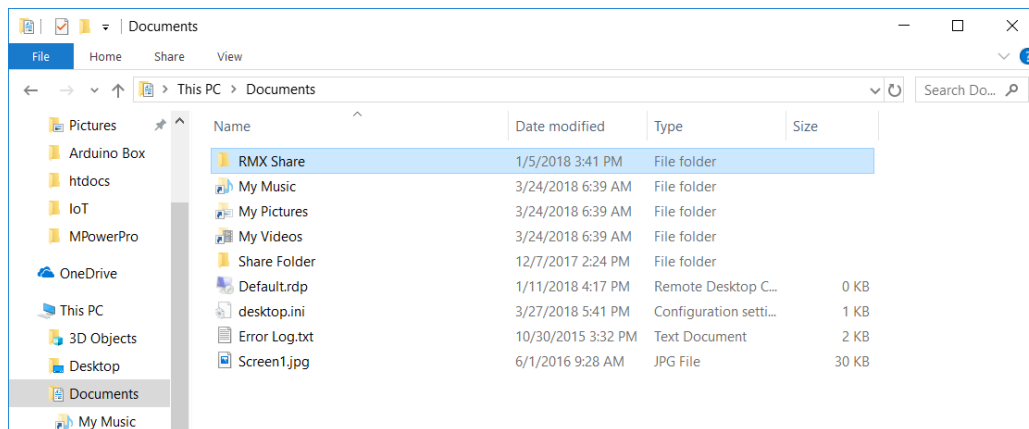 Documents
File Home Share View
This PC > Documents
Search Do...
Name Date modified Type Size
RMX Share 1/5/2018 3:41 PM File folder
My Music 3/24/2018 6:39 AM File folder
My Pictures 3/24/2018 6:39 AM File folder
My Videos 3/24/2018 6:39 AM File folder
Share Folder 12/7/2017 2:24 PM File folder
Default.rdp 1/11/2018 4:17 PM Remote Desktop C... 0 KB
desktop.ini 3/27/2018 5:41 PM Configuration setti... 1 KB
Error Log.txt 10/30/2015 3:32 PM Text Document 2 KB
Screen1.jpg 6/1/2016 9:28 AM JPG File 30 KB
Pictures
Arduino Box
htdocs
IoT
MPowerPro
OneDrive
This PC
3D Objects
Desktop
Documents
My Music